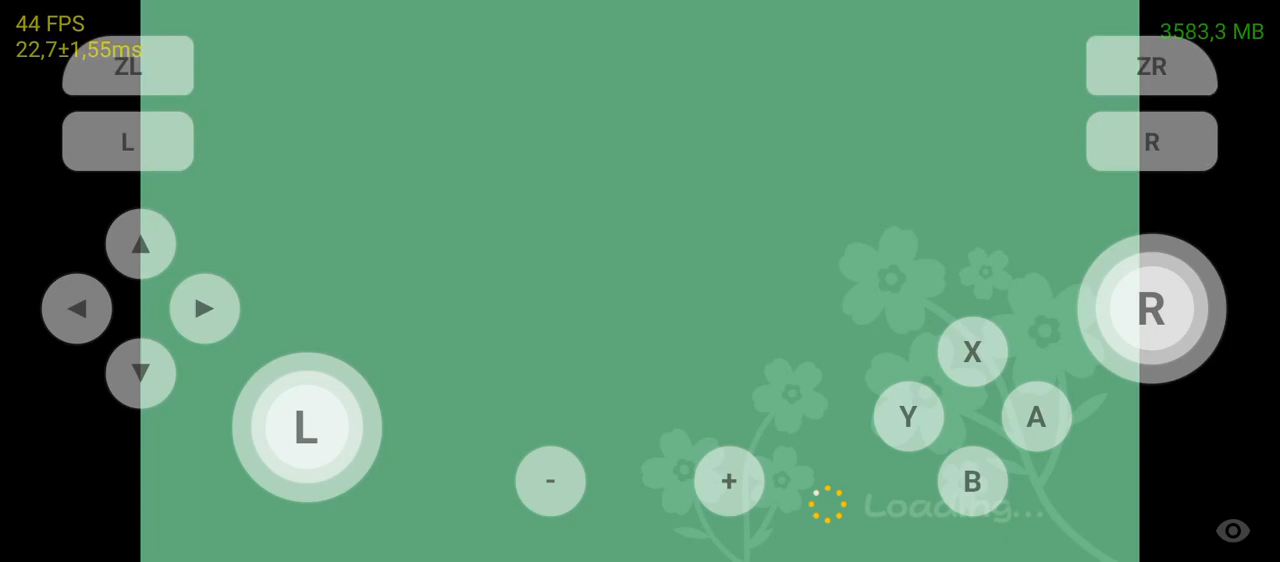 44 FPS
22,7±1,55ms
3583,3 MB
ZL
ZR
L
R
R
X
L
Y
A
-
+
B
Loading...